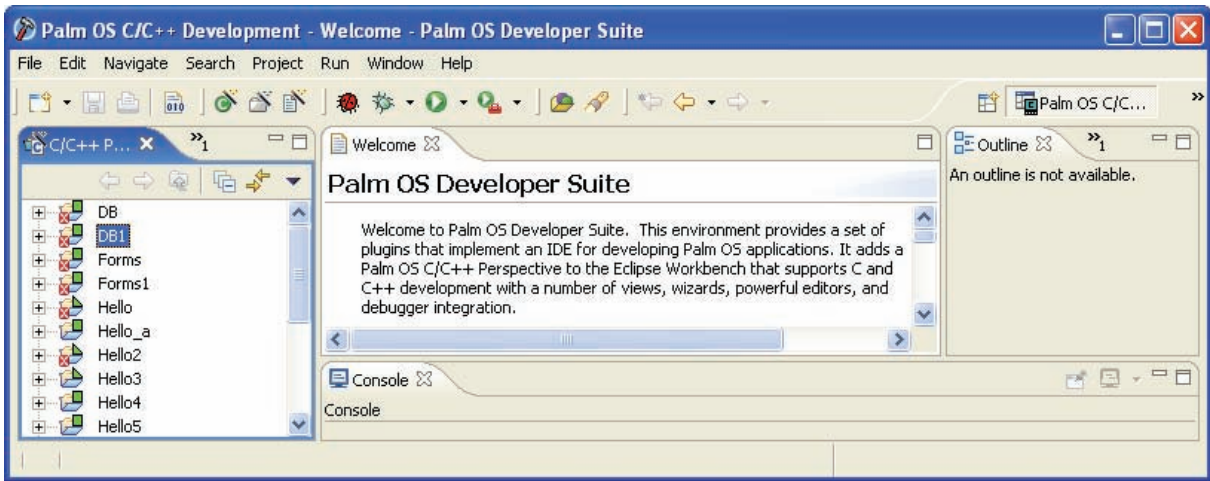 Palm OS C/C++ Development - Welcome - Palm OS Developer Suite
File Edit Navigate Search Project Run Window Help
010
Palm OS C/C...
»
C/C++ P...
»1
Welcome
Outline
»1
Palm OS Developer Suite
An outline is not available.
DB
DB1
Forms
Forms1
Hello
Hello_a
Hello2
Hello3
Hello4
Hello5
Welcome to Palm OS Developer Suite. This environment provides a set of
plugins that implement an IDE for developing Palm OS applications. It adds a
Palm OS C/C++ Perspective to the Eclipse Workbench that supports C and
C++ development with a number of views, wizards, powerful editors, and
debugger integration.
Console
Console